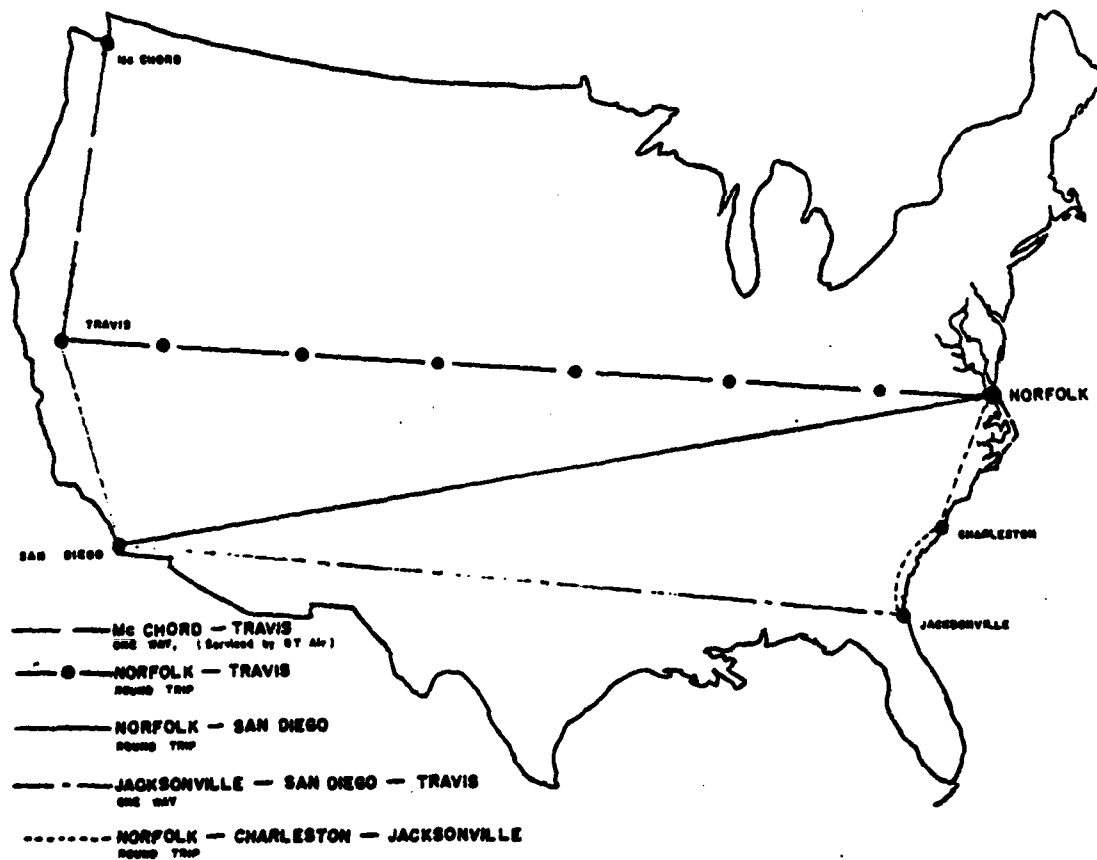 Mc CHORD
TRAVIS
NORFOLK
CHARLESTON
SAN DIEGO
JACKSONVILLE
Mc CHORD — TRAVIS
ONE WAY, (Serviced by QT Air)
NORFOLK — TRAVIS
ROUND TRIP
NORFOLK — SAN DIEGO
ROUND TRIP
JACKSONVILLE — SAN DIEGO — TRAVIS
ONE WAY
NORFOLK — CHARLESTON — JACKSONVILLE
ROUND TRIP